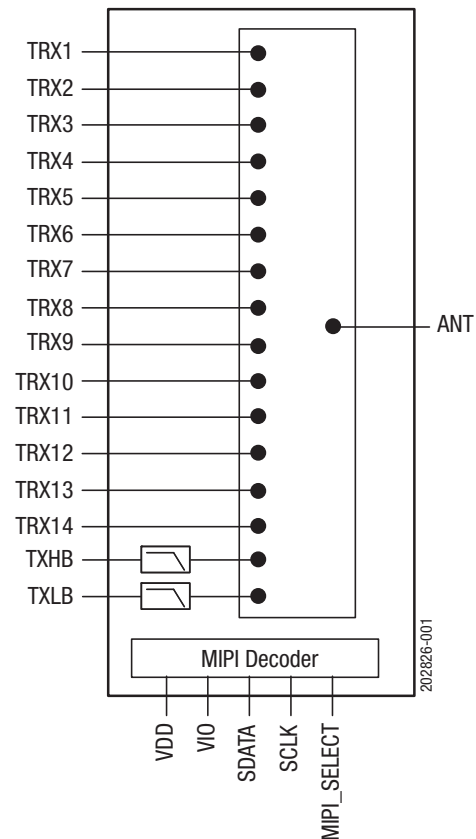 TRX1
TRX2
TRX3
TRX4
TRX5
TRX6
TRX7
TRX8
TRX9
TRX10
TRX11
TRX12
TRX13
TRX14
TXHB
TXLB
ANT
MIPI Decoder
202826-001
VDD
VIO
SDATA
SCLK
MIPI_SELECT